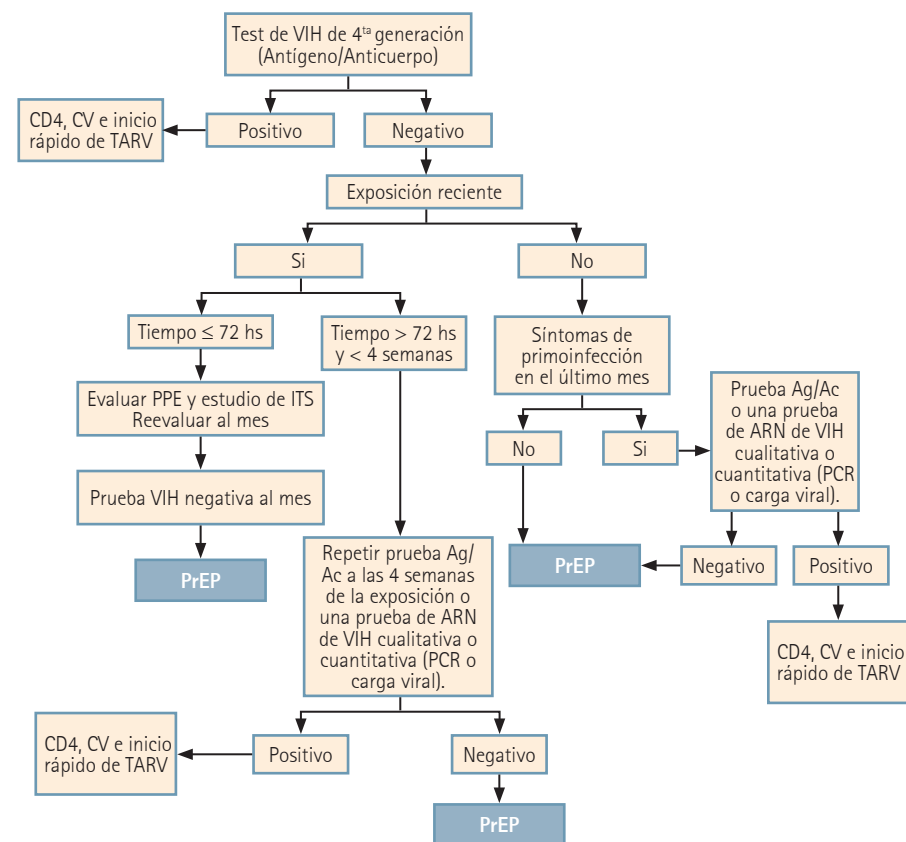 Test de VIH de 4ta generación
(Antígeno/Anticuerpo)
CD4, CV e inicio
rápido de TARV
Positivo
Negativo
Exposición reciente
Si
No
Tiempo ≤ 72 hs
Tiempo > 72 hs
y < 4 semanas
Síntomas de
primoinfección
en el último mes
Evaluar PPE y estudio de ITS
Reevaluar al mes
No
Si
Prueba Ag/Ac
o una prueba
de ARN de VIH
cualitativa o
cuantitativa (PCR
o carga viral).
Prueba VIH negativa al mes
PrEP
Repetir prueba Ag/
Ac a las 4 semanas
de la exposición o
una prueba de ARN
de VIH cualitativa o
cuantitativa (PCR o
carga viral).
PrEP
Negativo
Positivo
CD4, CV e inicio
rápido de TARV
CD4, CV e inicio
rápido de TARV
Positivo
Negativo
PrEP